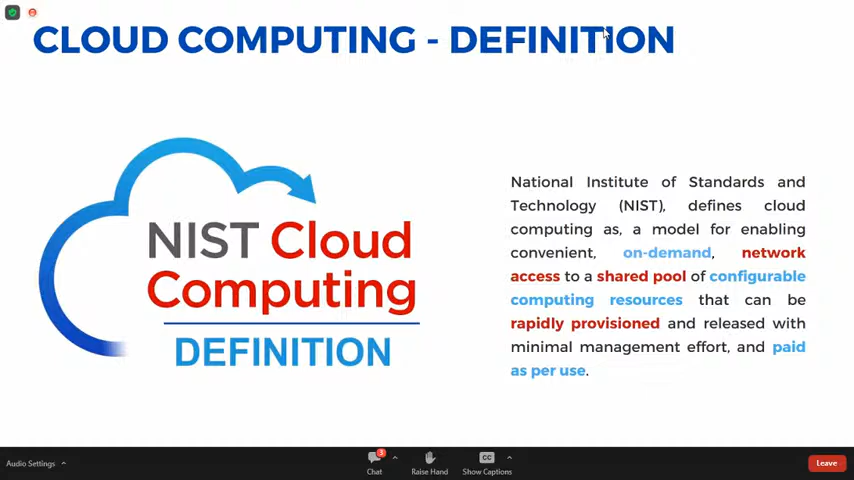 CLOUD COMPUTING - DEFINITION
NIST Cloud
Computing
DEFINITION
National Institute of Standards and
Technology (NIST), defines cloud
computing as, a model for enabling
convenient, on-demand, network
access to a shared pool of configurable
computing resources that can be
rapidly provisioned and released with
minimal management effort, and paid
as per use.
Audio Settings
3
Chat
Raise Hand
CC
Show Captions
Leave